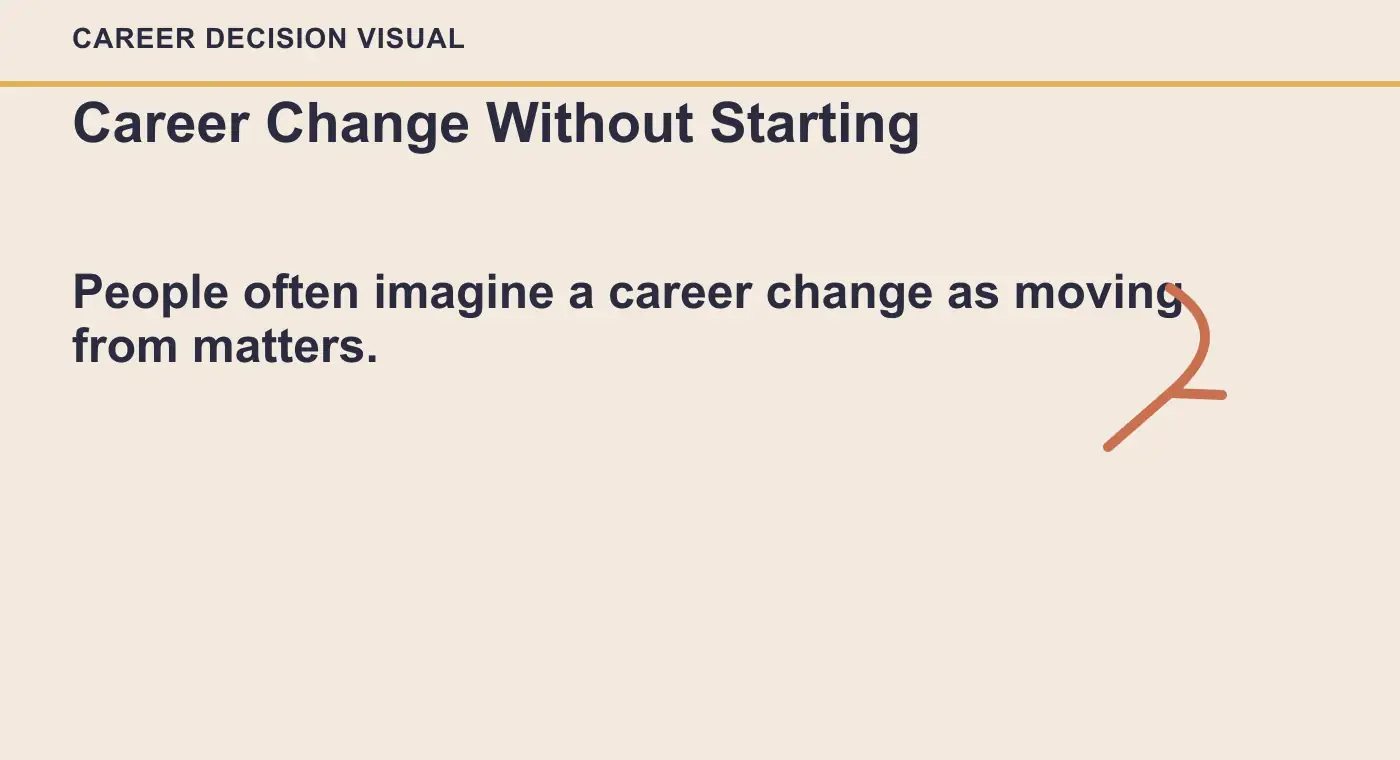 CAREER DECISION VISUAL
Career Change Without Starting
People often imagine a career change as moving
from matters.